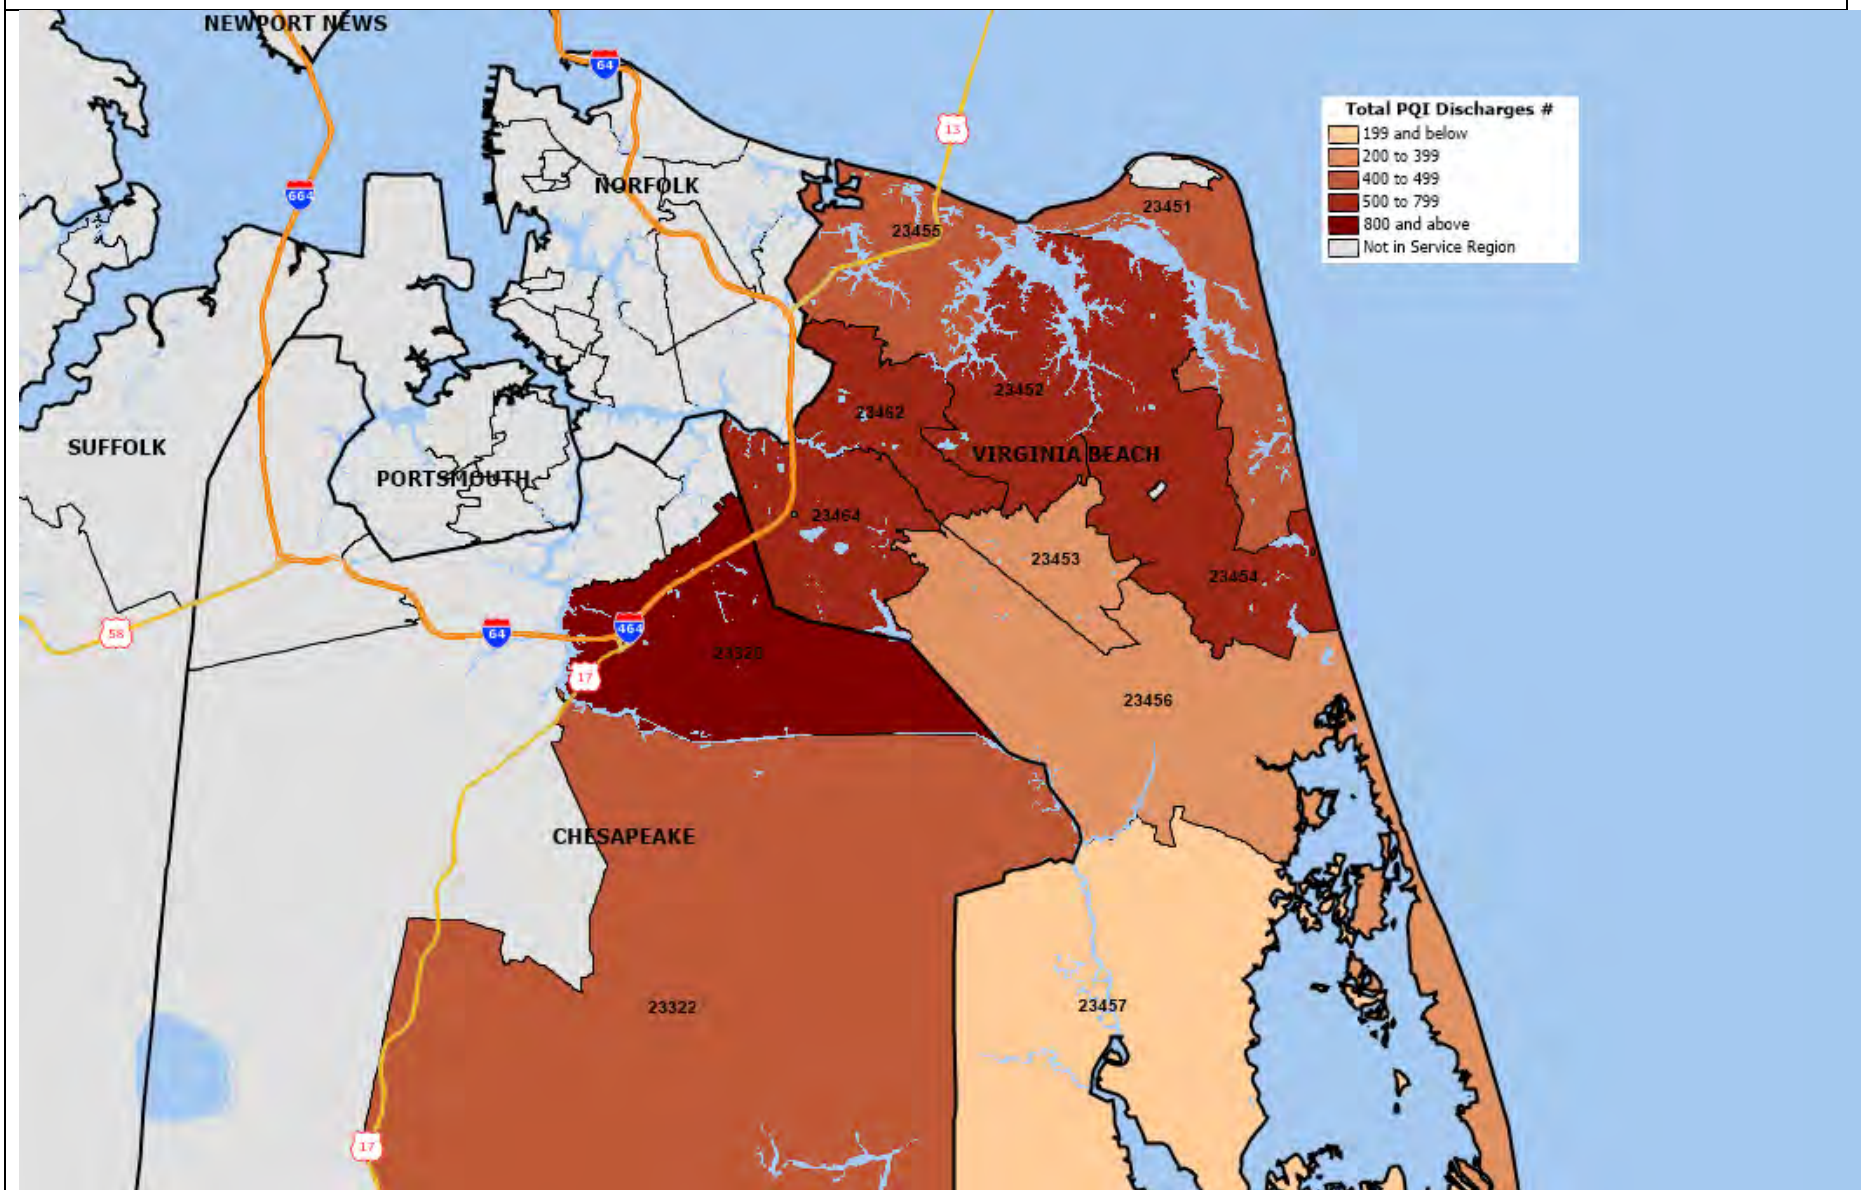 NEWPORT NEWS
64
13
Total PQI Discharges #
199 and below
200 to 399
400 to 499
500 to 799
800 and above
Not in Service Region
664
NORFOLK
23451
23455
23452
23462
SUFFOLK
VIRGINIA BEACH
PORTSMOUTH
23464
23453
23454
58
64
464
23320
17
23456
CHESAPEAKE
23322
23457
17